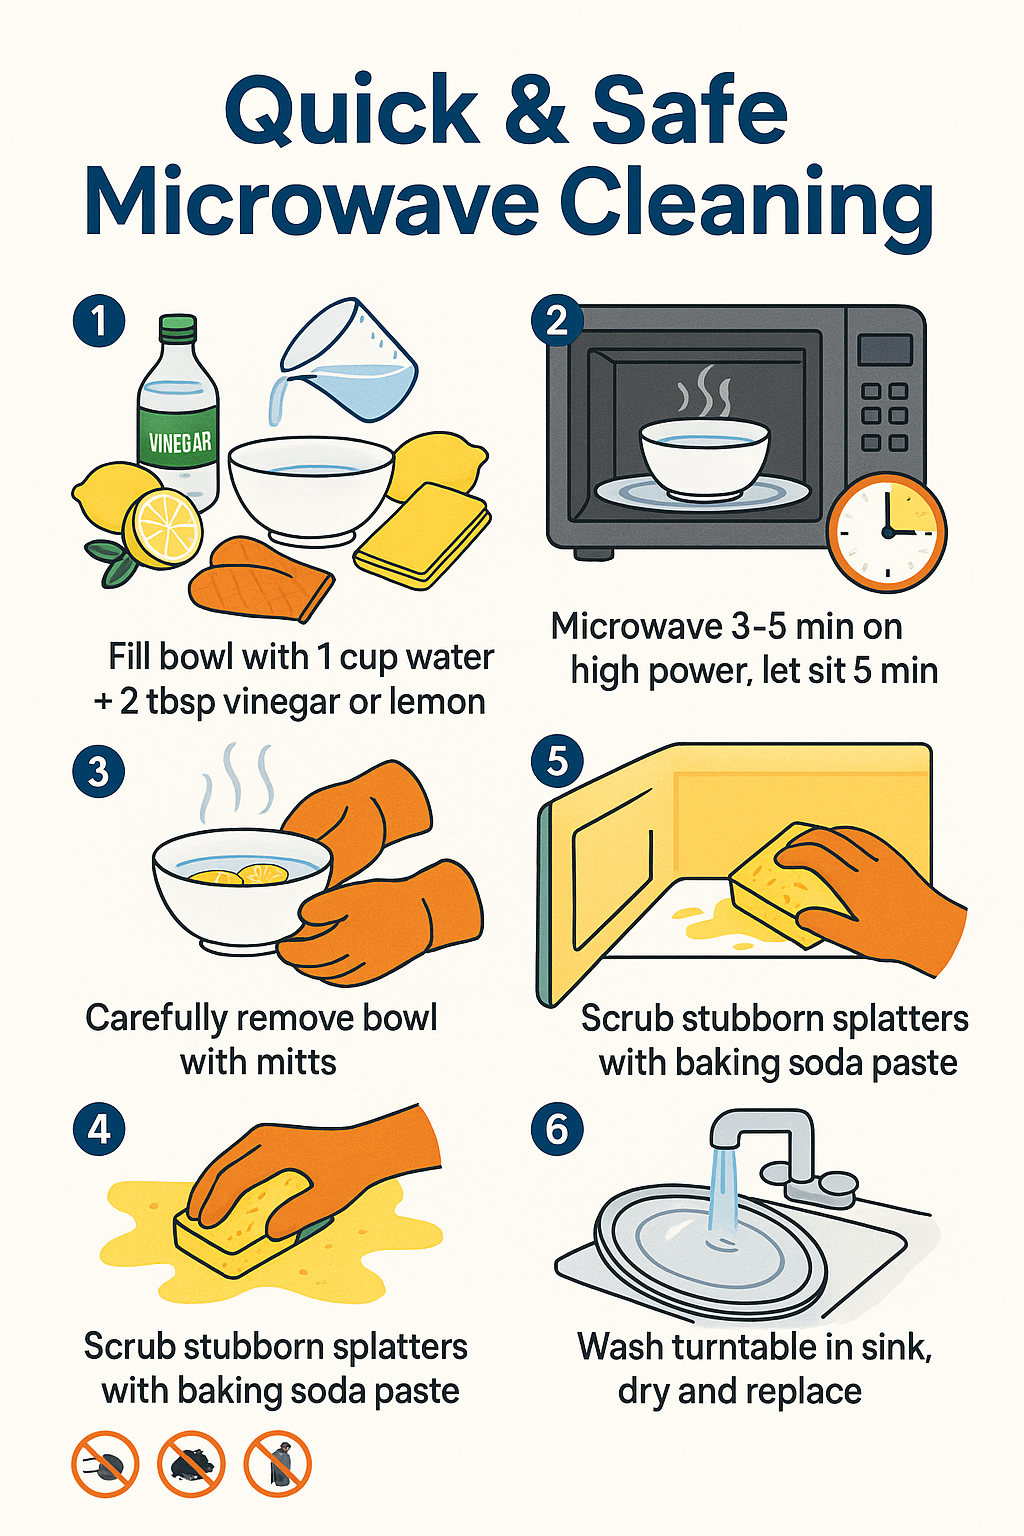 Quick & Safe
Microwave Cleaning
1
VINEGAR
Fill bowl with 1 cup water
+ 2 tbsp vinegar or lemon
2
Microwave 3-5 min on
high power, let sit 5 min
3
Carefully remove bowl
with mitts
5
Scrub stubborn splatters
with baking soda paste
4
Scrub stubborn splatters
with baking soda paste
6
Wash turntable in sink,
dry and replace